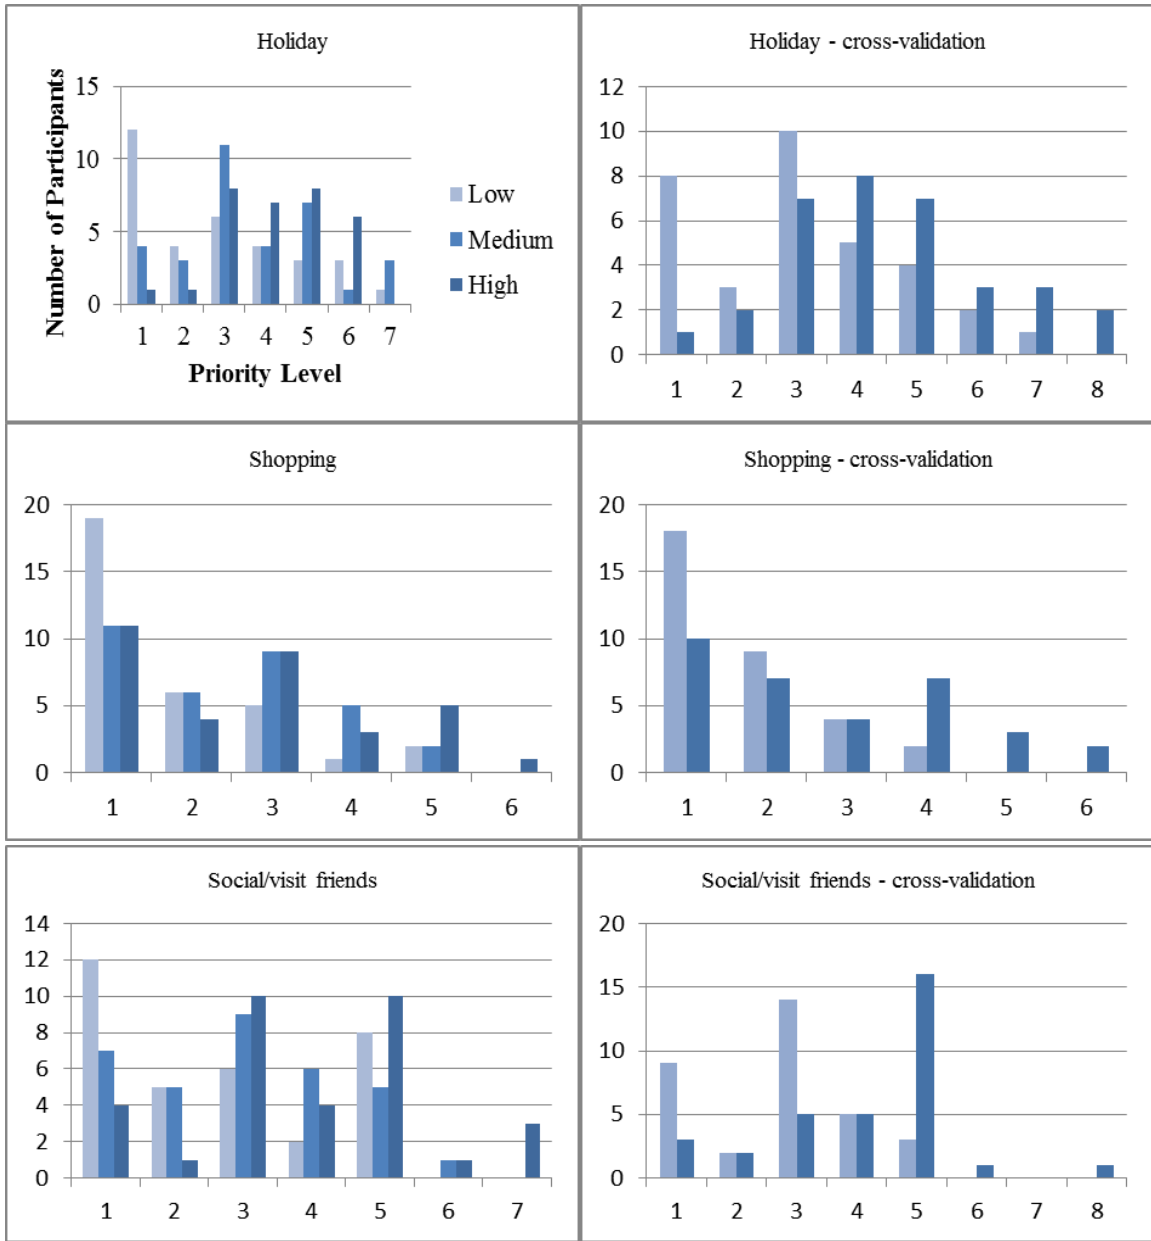 Holiday
Number of Participants
15
10
5
0
1 2 3 4 5 6 7
Priority Level
Low
Medium
High
Holiday - cross-validation
12
10
8
6
4
2
0
1 2 3 4 5 6 7 8
Shopping
20
15
10
5
0
1 2 3 4 5 6
Shopping - cross-validation
20
15
10
5
0
1 2 3 4 5 6
Social/visit friends
14
12
10
8
6
4
2
0
1 2 3 4 5 6 7
Social/visit friends - cross-validation
20
15
10
5
0
1 2 3 4 5 6 7 8